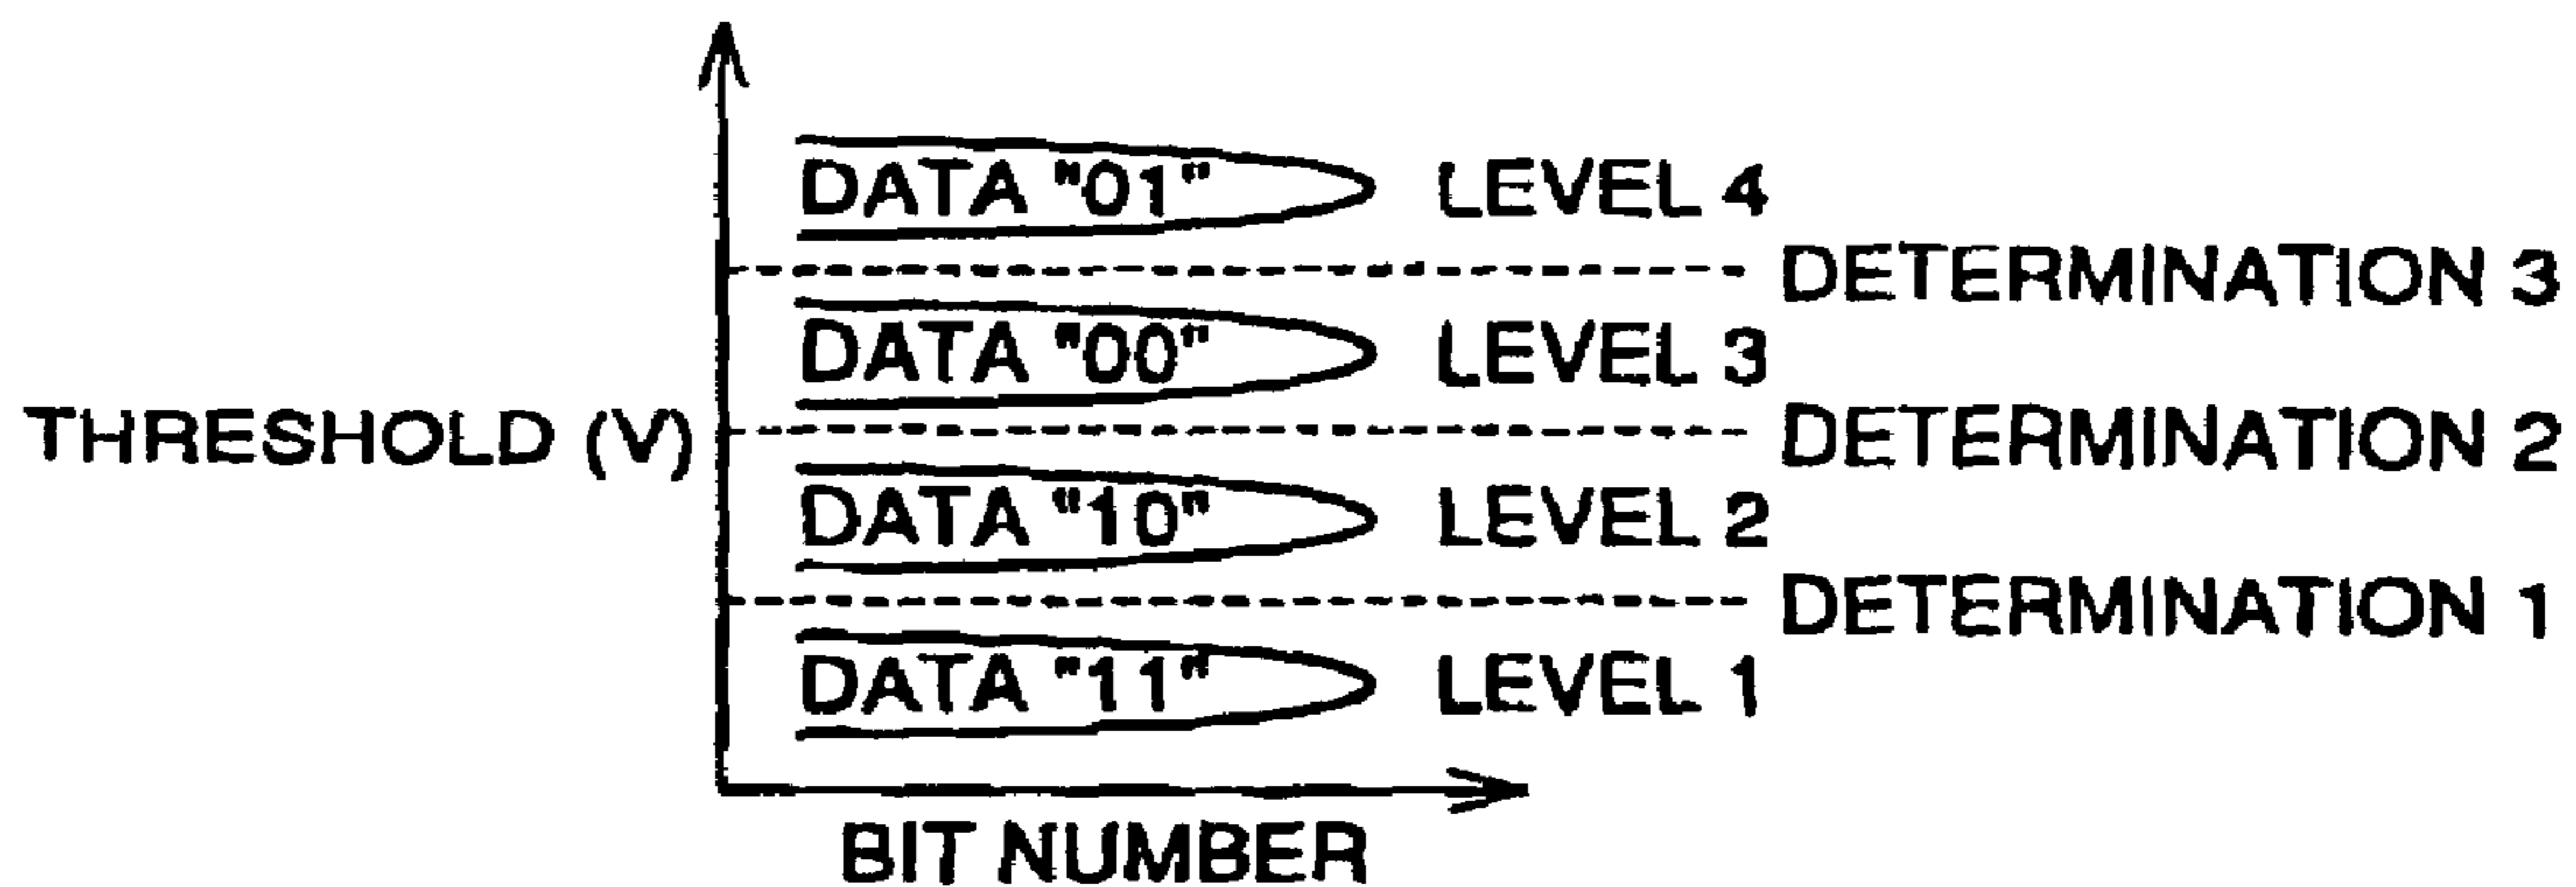 DATA "01" LEVEL 4
DETERMINATION 3
DATA "00" LEVEL 3
THRESHOLD (V)
DETERMINATION 2
DATA "10" LEVEL 2
DETERMINATION 1
DATA "11" LEVEL 1
BIT NUMBER